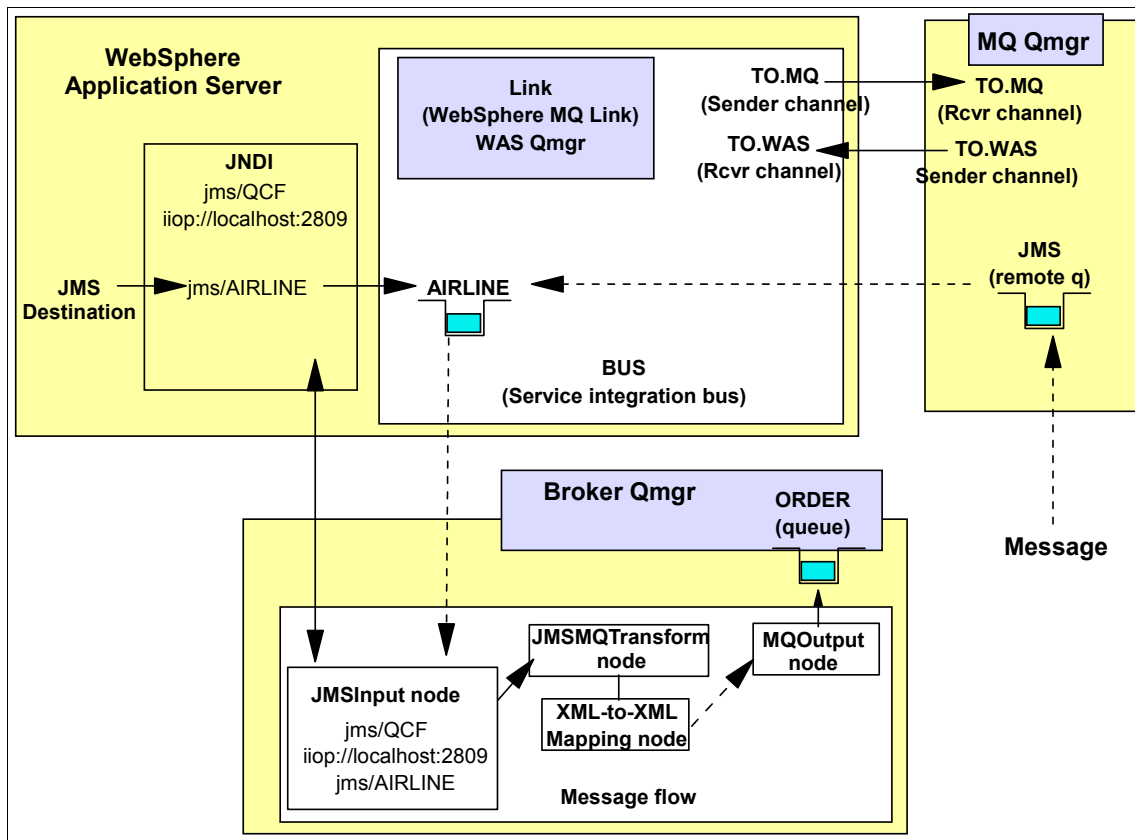 WebSphere
Application Server
Link
(WebSphere MQ Link)
WAS Qmgr
TO.MQ
(Sender channel)
TO.WAS
(Rcvr channel)
MQ Qmgr
TO.MQ
(Rcvr channel)
TO.WAS
Sender channel)
JNDI
jms/QCF
iiop://localhost:2809
JMS
Destination
jms/AIRLINE
AIRLINE
JMS
(remote q)
BUS
(Service integration bus)
Message
Broker Qmgr
ORDER
(queue)
JMSInput node
jms/QCF
iiop://localhost:2809
jms/AIRLINE
JMSMQTransform
node
XML-to-XML
Mapping node
MQOutput
node
Message flow